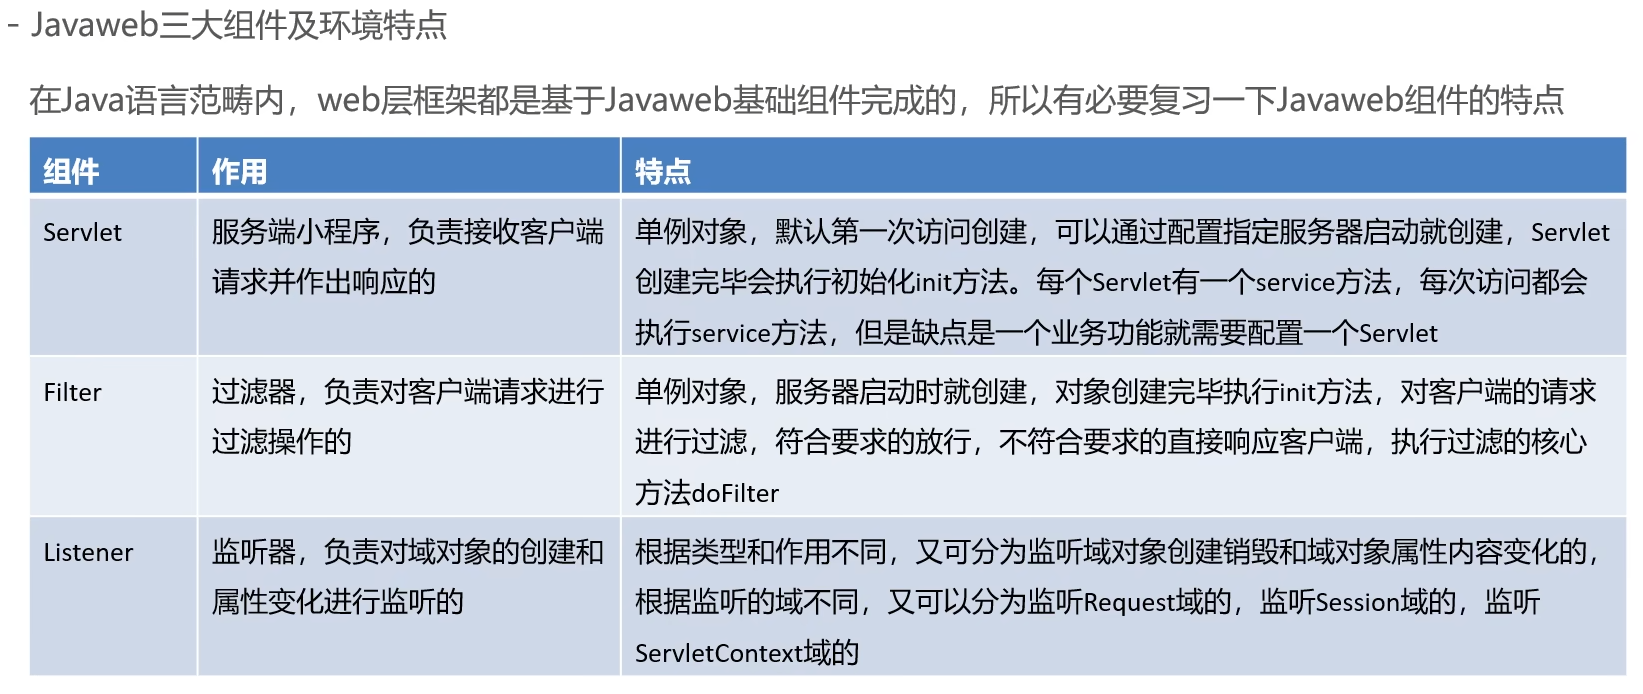 - Javaweb三大组件及环境特点
在Java语言范畴内，web层框架都是基于Javaweb基础组件完成的，所以有必要复习一下Javaweb组件的特点
组件 作用 特点
Servlet
服务端小程序，负责接收客户端
请求并作出响应的
单例对象，默认第一次访问创建，可以通过配置指定服务器启动就创建，Servlet
创建完毕会执行初始化init方法。每个Servlet有一个service方法，每次访问都会
执行service方法，但是缺点是一个业务功能就需要配置一个Servlet
Filter
过滤器，负责对客户端请求进行
过滤操作的
单例对象，服务器启动时就创建，对象创建完毕执行init方法，对客户端的请求
进行过滤，符合要求的放行，不符合要求的直接响应客户端，执行过滤的核心
方法doFilter
Listener
监听器，负责对域对象的创建和
属性变化进行监听的
根据类型和作用不同，又可分为监听域对象创建销毁和域对象属性内容变化的，
根据监听的域不同，又可以分为监听Request域的，监听Session域的，监听
ServletContext域的